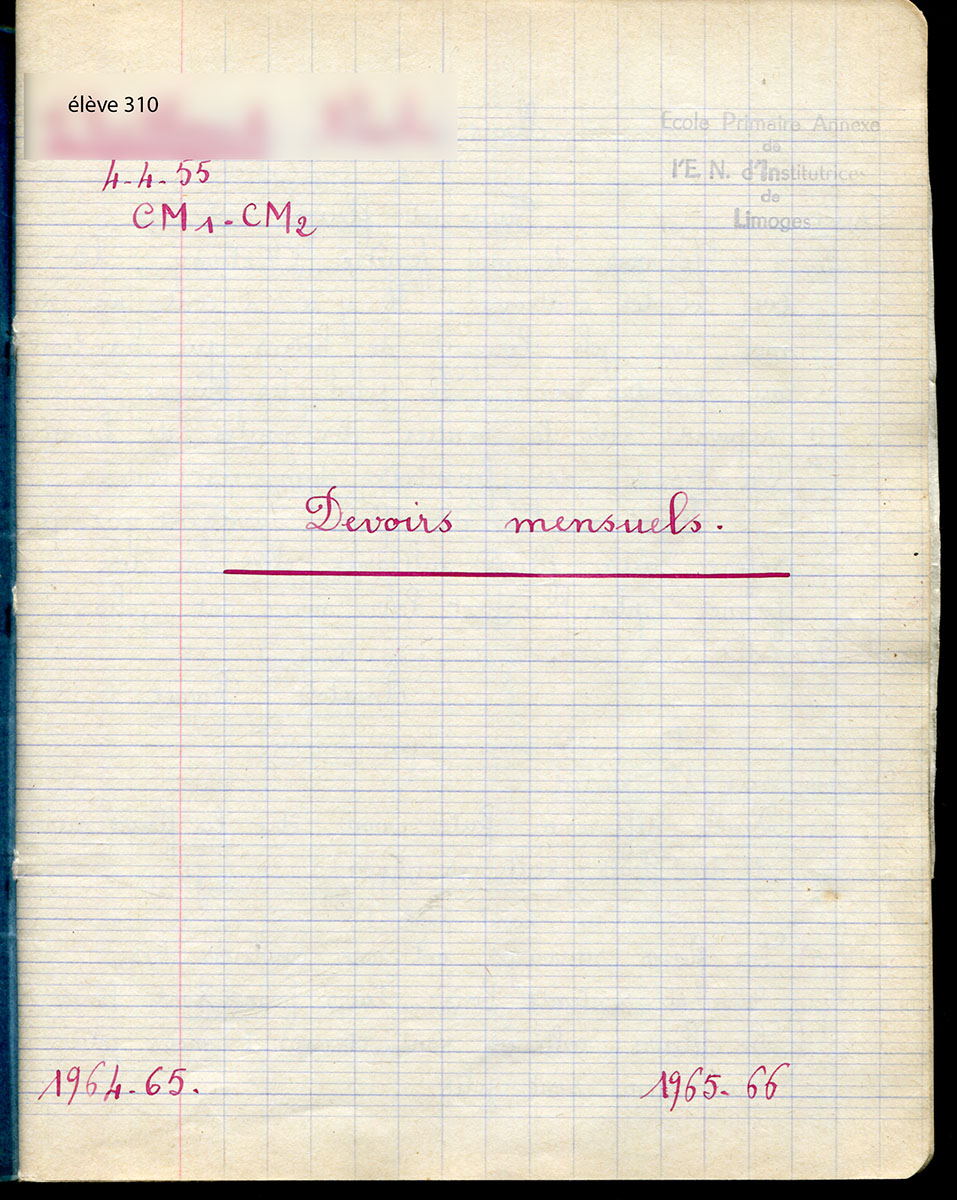 élève 310
4-4-55
CM1-CM2
Ecole Primaire Annexe
de
l'E. N. d'Institutrices
de
Limoges
Devoirs mensuels.
1964-65.
1965-66